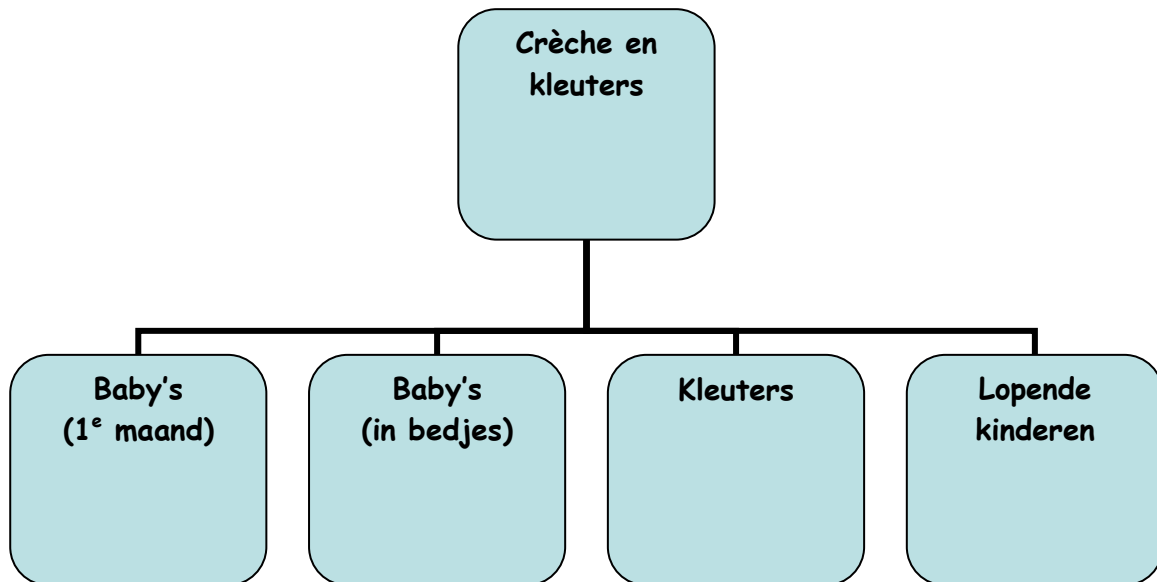 Crèche en
kleuters
Baby's
(1e maand)
Baby's
(in bedjes)
Kleuters
Lopende
kinderen